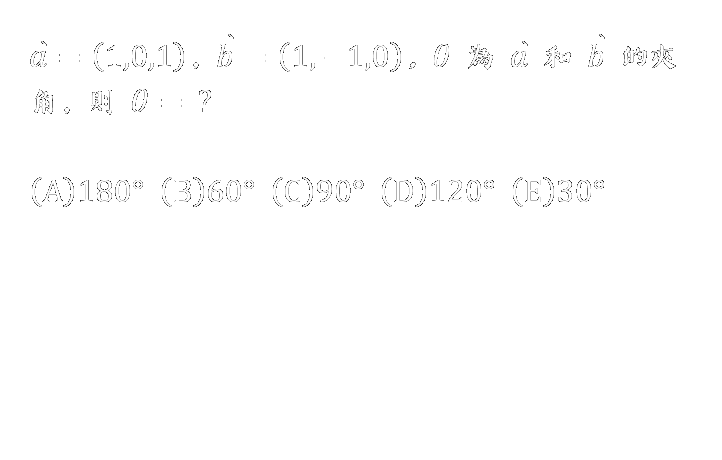 a⃗ = (1,0,1), b⃗ = (1,-1,0), θ 為 a⃗ 和 b⃗ 的夾
角, 則 θ = ?
(A)180° (B)60° (C)90° (D)120° (E)30°